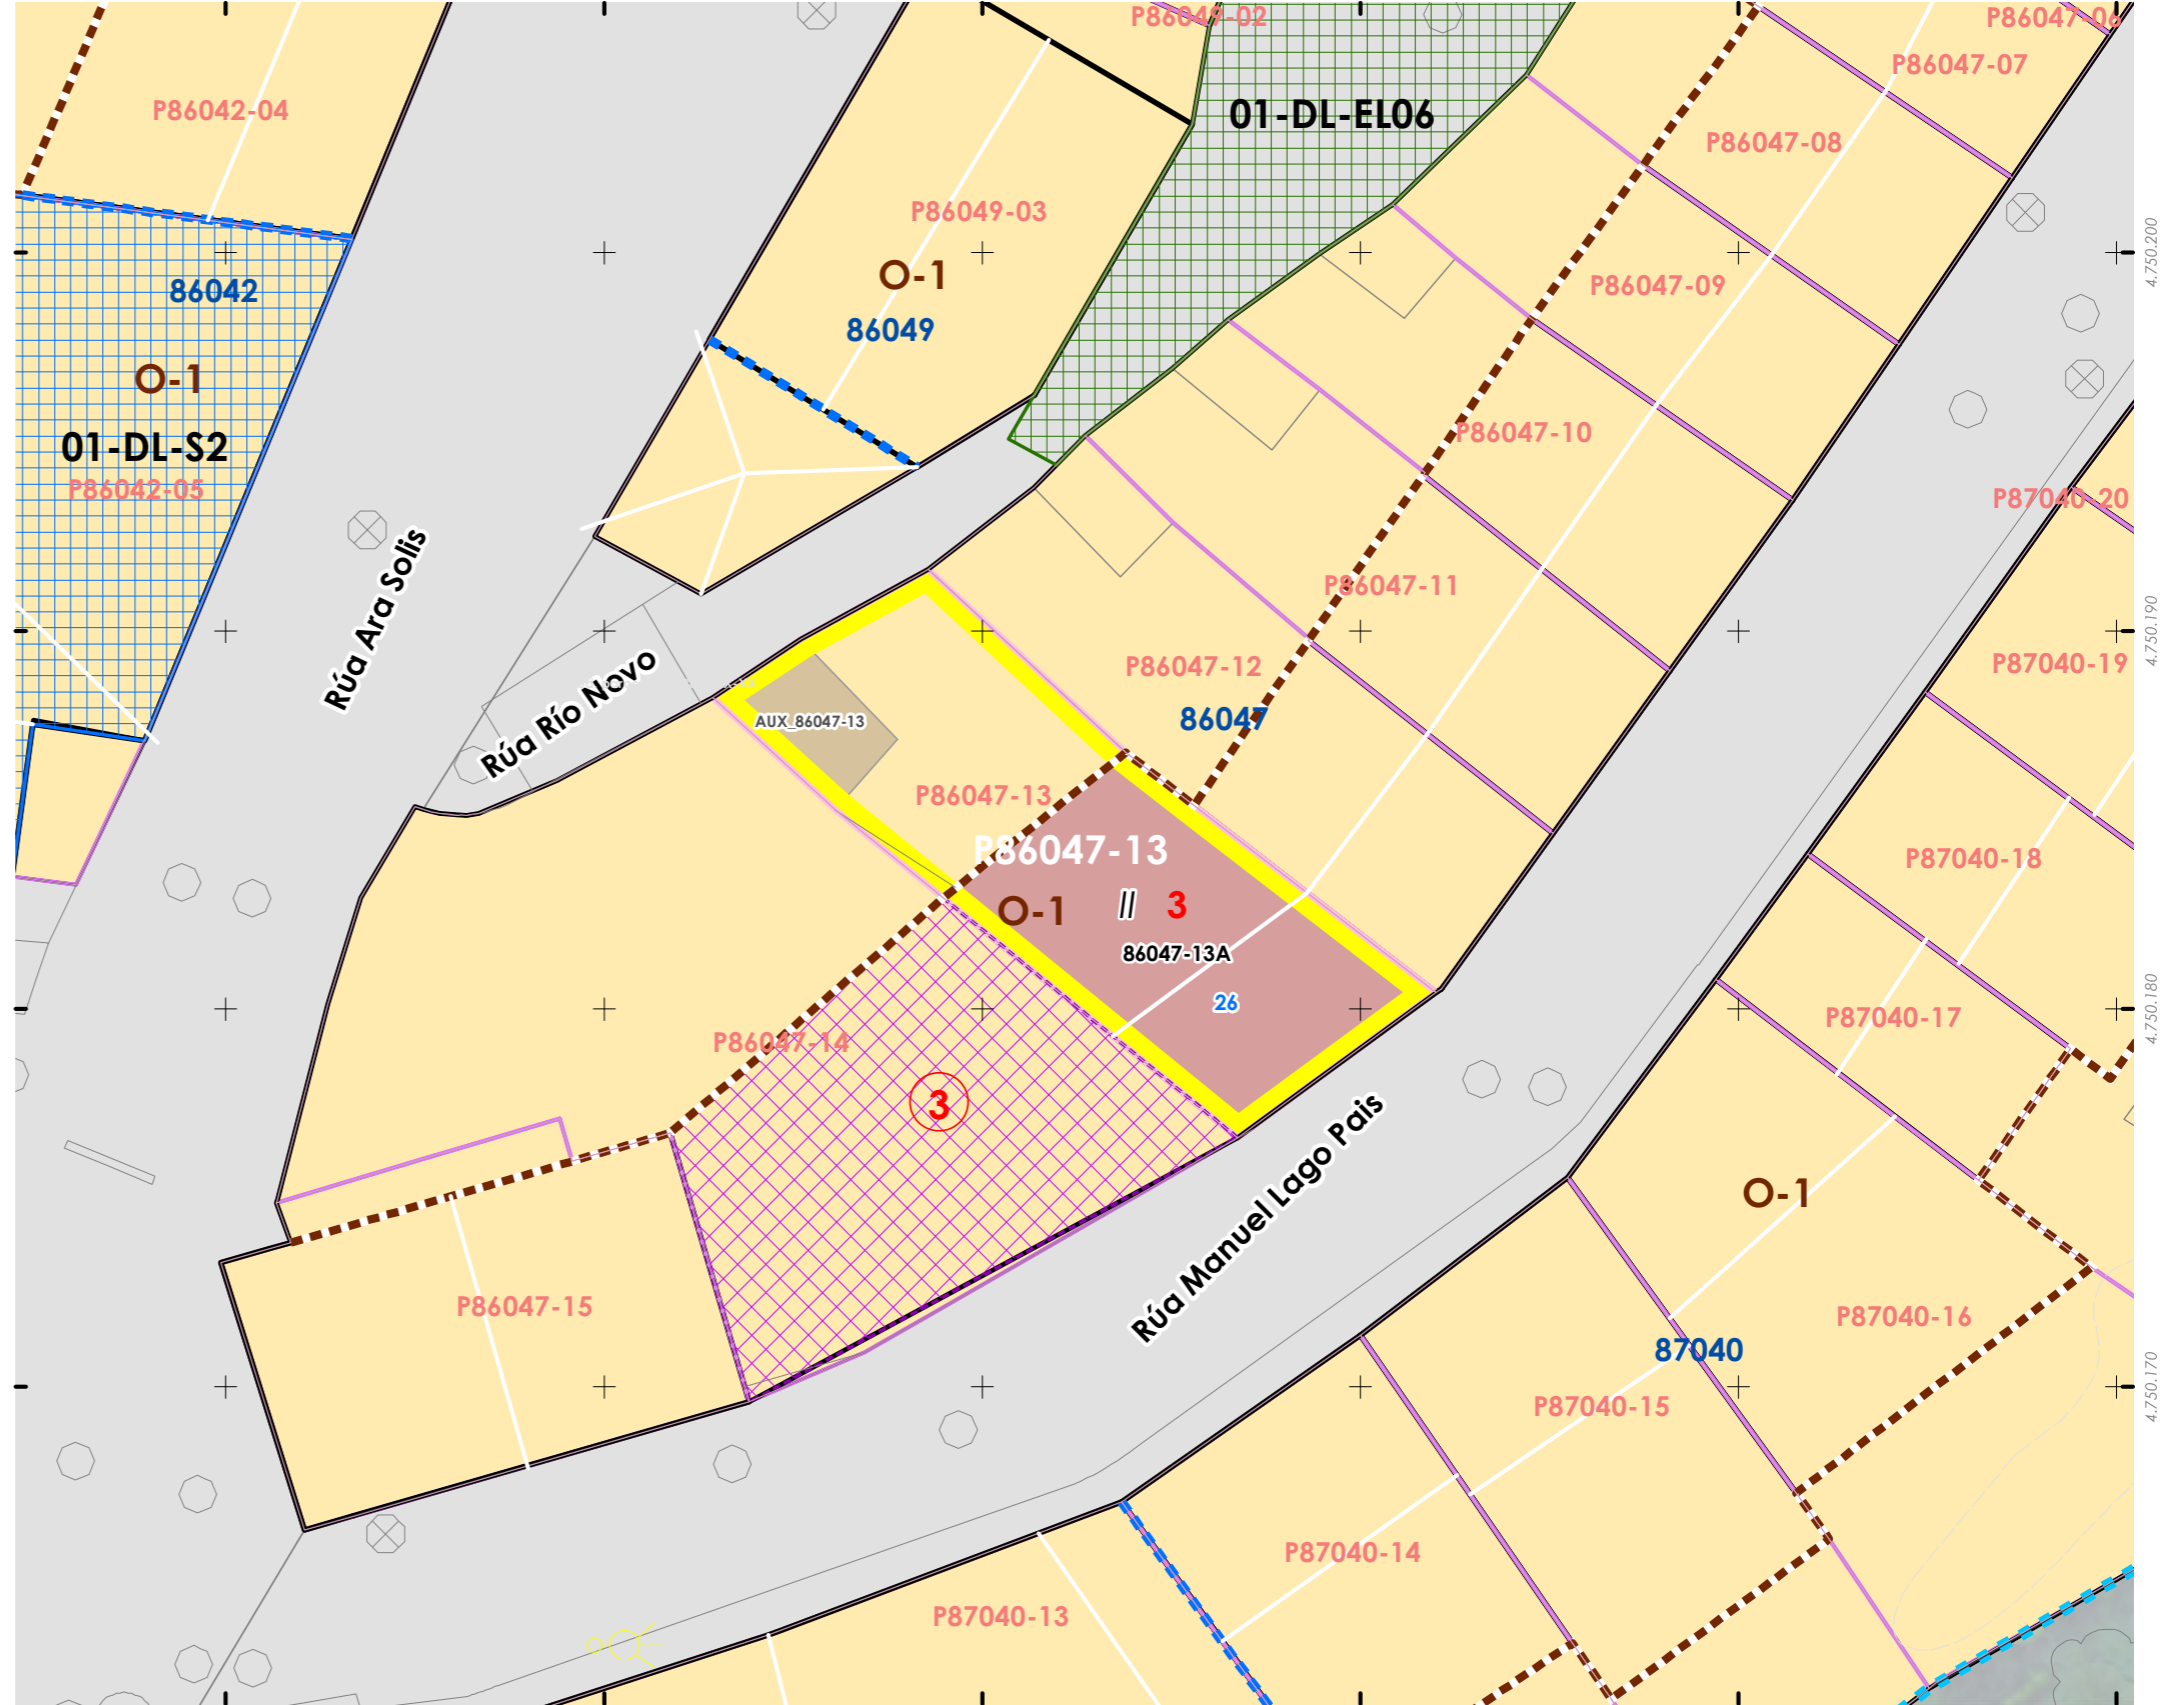 P86049-02
P86047-06
P86047-07
P86042-04
01-DL-EL06
P86047-08
P86049-03
4.750.200
O-1
86042
P86047-09
86049
O-1
01-DL-S2
P86042-05
P86047-10
P87040-20
Rúa Ara Solis
P86047-11
4.750.190
Rúa Río Novo
P86047-12
P87040-19
86047
AUX_86047-13
P86047-13
P86047-13
P87040-18
O-1
II
3
86047-13A
26
P87040-17
4.750.180
P86047-14
3
Rúa Manuel Lago Pais
O-1
P86047-15
P87040-16
87040
4.750.170
P87040-15
P87040-14
P87040-13